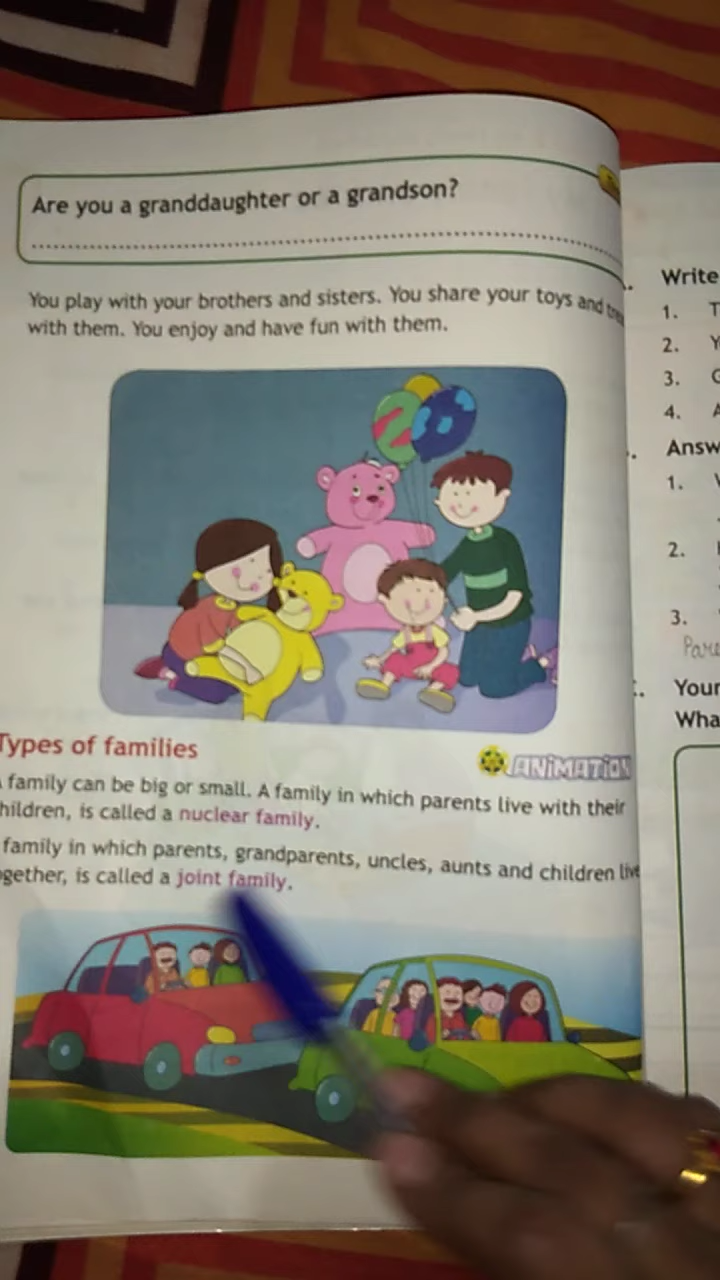 Are you a granddaughter or a grandson?
You play with your brothers and sisters. You share your toys and
with them. You enjoy and have fun with them.
Types of families
ANiMATiON
family can be big or small. A family in which parents live with their
hildren, is called a nuclear family.
family in which parents, grandparents, uncles, aunts and children live
gether, is called a joint family.
Write
1. T
2. Y
3.
4. A
Answ
1.
2.
3.
Pare
Your
Wha